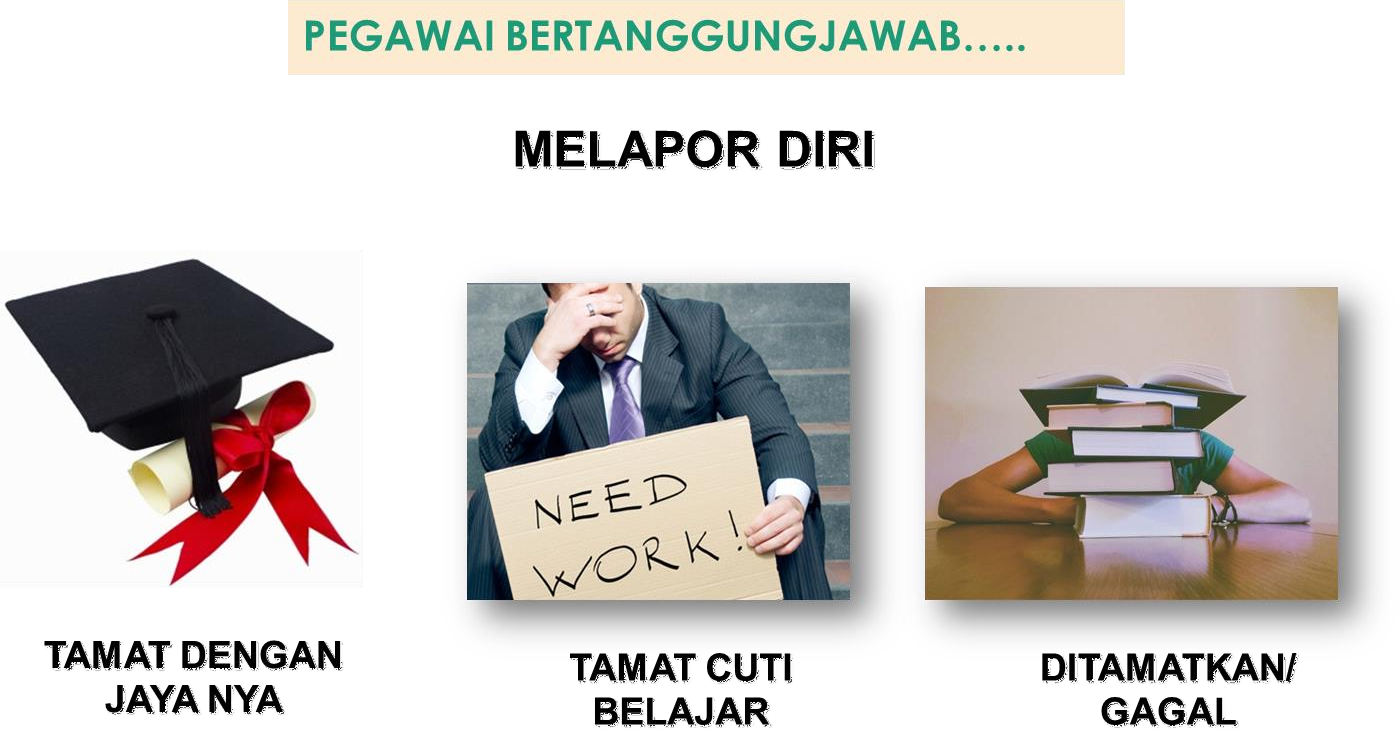 PEGAWAI BERTANGGUNGJAWAB.....
MELAPOR DIRI
NEED
WORK!
TAMAT DENGAN
JAYA NYA
TAMAT CUTI
BELAJAR
DITAMATKAN/
GAGAL